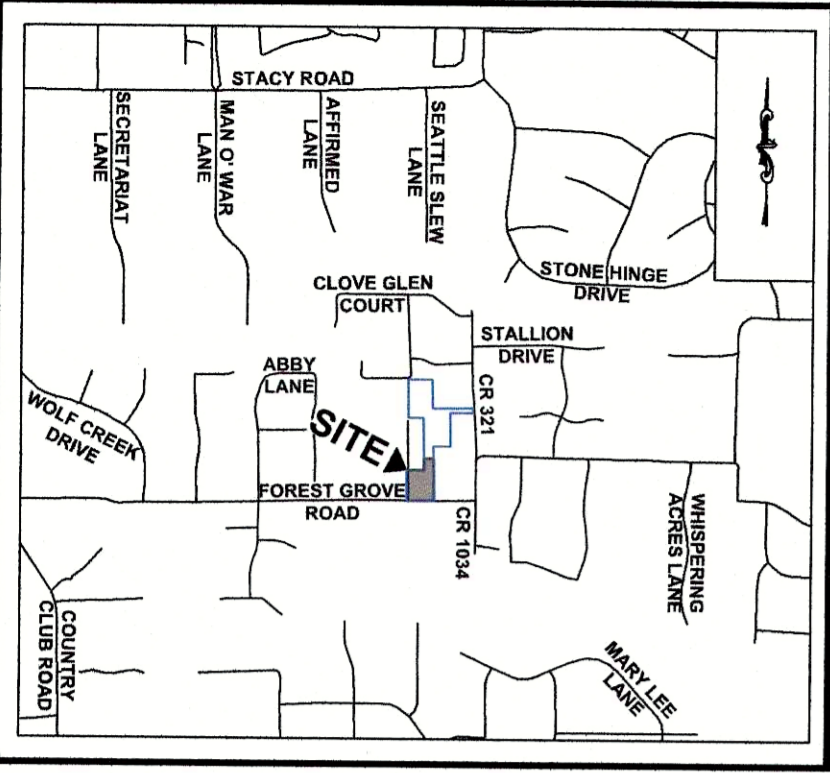 STACY ROAD
SECRETARIAT
LANE
MAN O' WAR
LANE
AFFIRMED
LANE
SEATTLE SLEW
LANE
STONE HINGE
DRIVE
CLOVE GLEN
COURT
STALLION
DRIVE
ABBY
LANE
CR 321
WOLF CREEK
DRIVE
SITE
FOREST GROVE
ROAD
CR 1034
WHISPERING
ACRES LANE
COUNTRY
CLUB ROAD
MARY LEE
LANE